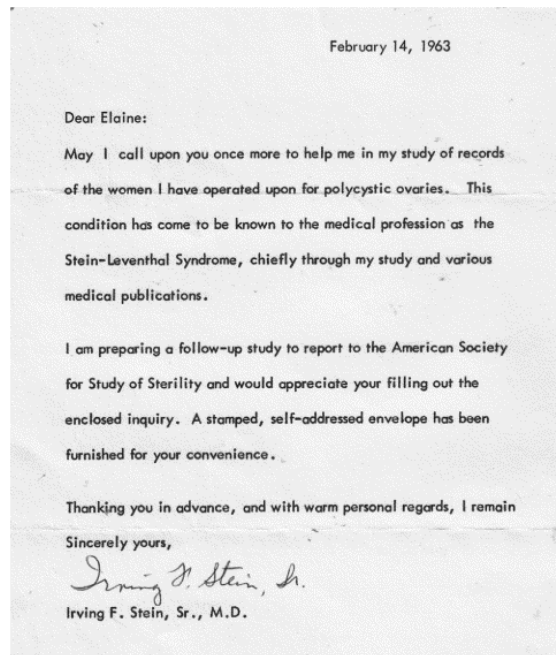 February 14, 1963
Dear Elaine:
May I call upon you once more to help me in my study of records
of the women I have operated upon for polycystic ovaries. This
condition has come to be known to the medical profession as the
Stein-Leventhal Syndrome, chiefly through my study and various
medical publications.
I am preparing a follow-up study to report to the American Society
for Study of Sterility and would appreciate your filling out the
enclosed inquiry. A stamped, self-addressed envelope has been
furnished for your convenience.
Thanking you in advance, and with warm personal regards, I remain
Sincerely yours,
Irving F. Stein, Sr.
Irving F. Stein, Sr., M.D.